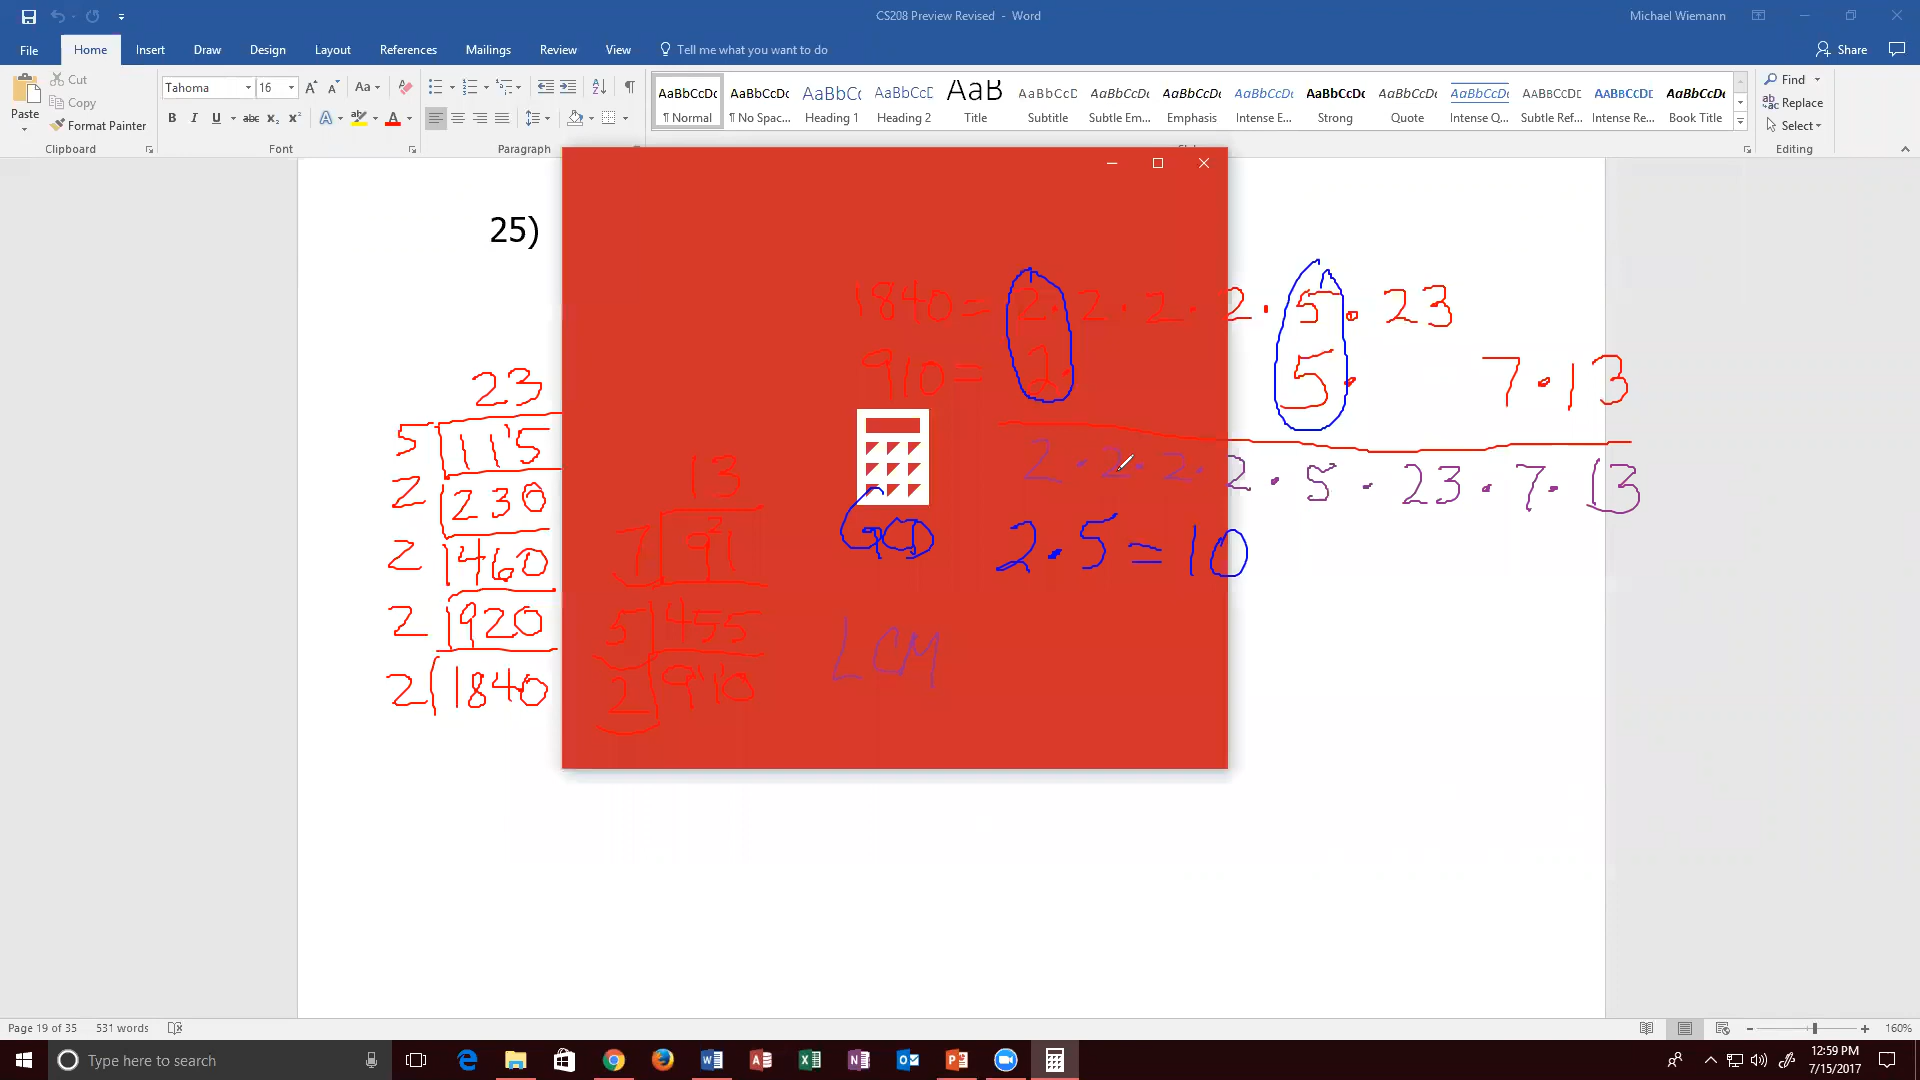 CS208 Preview Revised - Word
Michael Wiemann
File Home Insert Draw Design Layout References Mailings Review View Tell me what you want to do Share
Paste
Cut
Copy
Format Painter
Clipboard
Tahoma 16
Font
Paragraph
AaBbCcDc AaBbCcDc AaBbCc AaBbCcD AaB AaBbCcD AaBbCcDc AaBbCcDc AaBbCcDc AaBbCcDc AaBbCcDc AaBbCcDc AABBCCDD AABBCCDD AaBbCcDc
¶ Normal ¶ No Spac... Heading 1 Heading 2 Title Subtitle Subtle Em... Emphasis Intense E... Strong Quote Intense Q... Subtle Ref... Intense Re... Book Title
Find
Replace
Select
Editing
25)
1840 = 2 · 2 · 2 · 2 · 5 · 23
910 = 2 · 5 · 7 · 13
2 · 2 · 2 · 2 · 5 · 23 · 7 · 13
2 · 5 = 10
LCM
23
5 115
2 230
2 460
2 920
2 1840
13
7 91
5 455
2 910
Page 19 of 35 531 words
160%
Type here to search
12:59 PM
7/15/2017